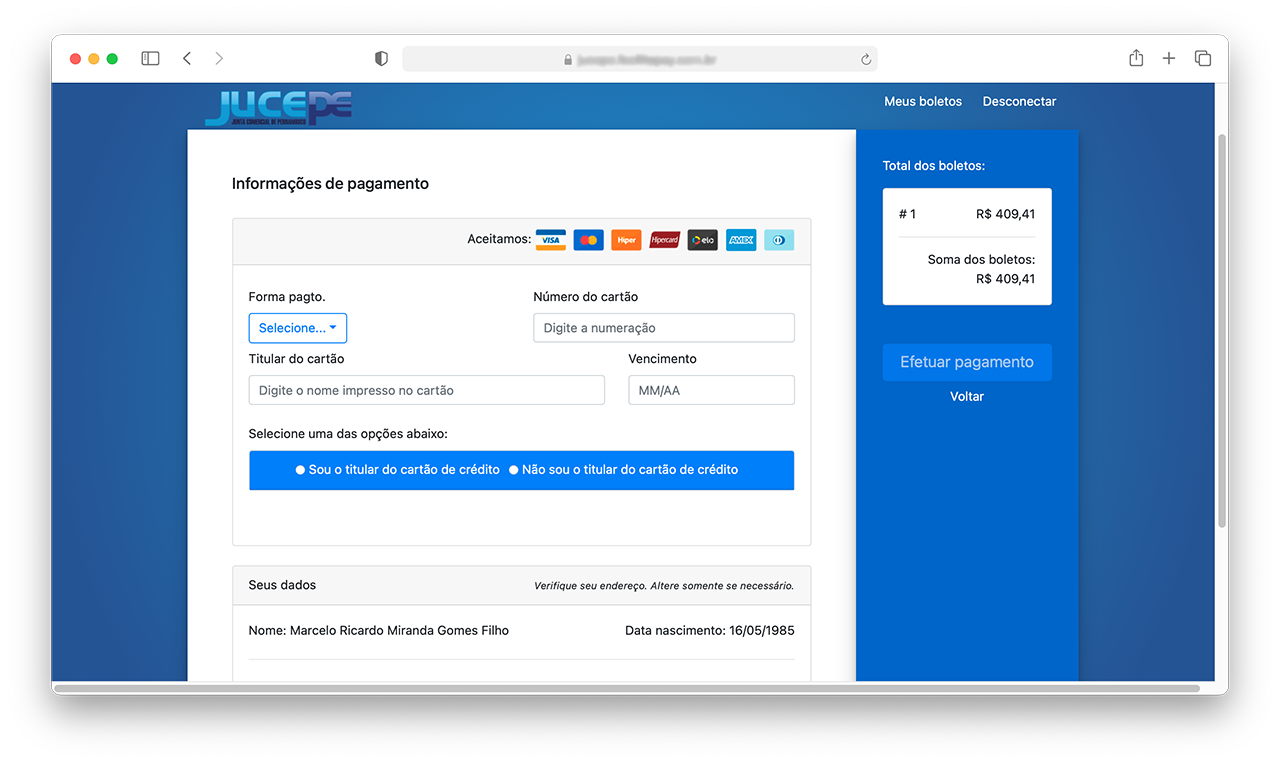 JUCEPE
JUNTA COMERCIAL DE PERNAMBUCO
Meus boletos
Desconectar
Informações de pagamento
Aceitamos: VISA Hiper Hipercard elo AMEX
Forma pagto.
Número do cartão
Selecione...
Digite a numeração
Titular do cartão
Vencimento
Digite o nome impresso no cartão
MM/AA
Selecione uma das opções abaixo:
Sou o titular do cartão de crédito Não sou o titular do cartão de crédito
Seus dados
Verifique seu endereço. Altere somente se necessário.
Nome: Marcelo Ricardo Miranda Gomes Filho
Data nascimento: 16/05/1985
Total dos boletos:
# 1 R$ 409,41
Soma dos boletos:
R$ 409,41
Efetuar pagamento
Voltar